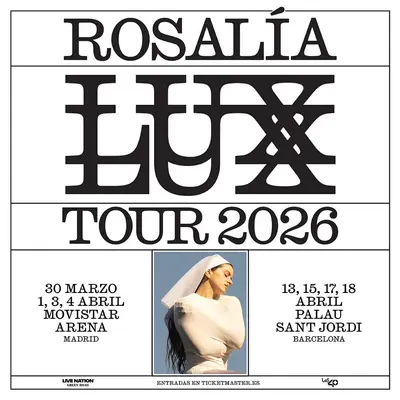 ROSALÍA
LUX
TOUR 2026
30 MARZO
1, 3, 4 ABRIL
MOVISTAR
ARENA
MADRID
13, 15, 17, 18
ABRIL
PALAU
SANT JORDI
BARCELONA
LIVE NATION
ENTRADAS EN TICKETMASTER.ES